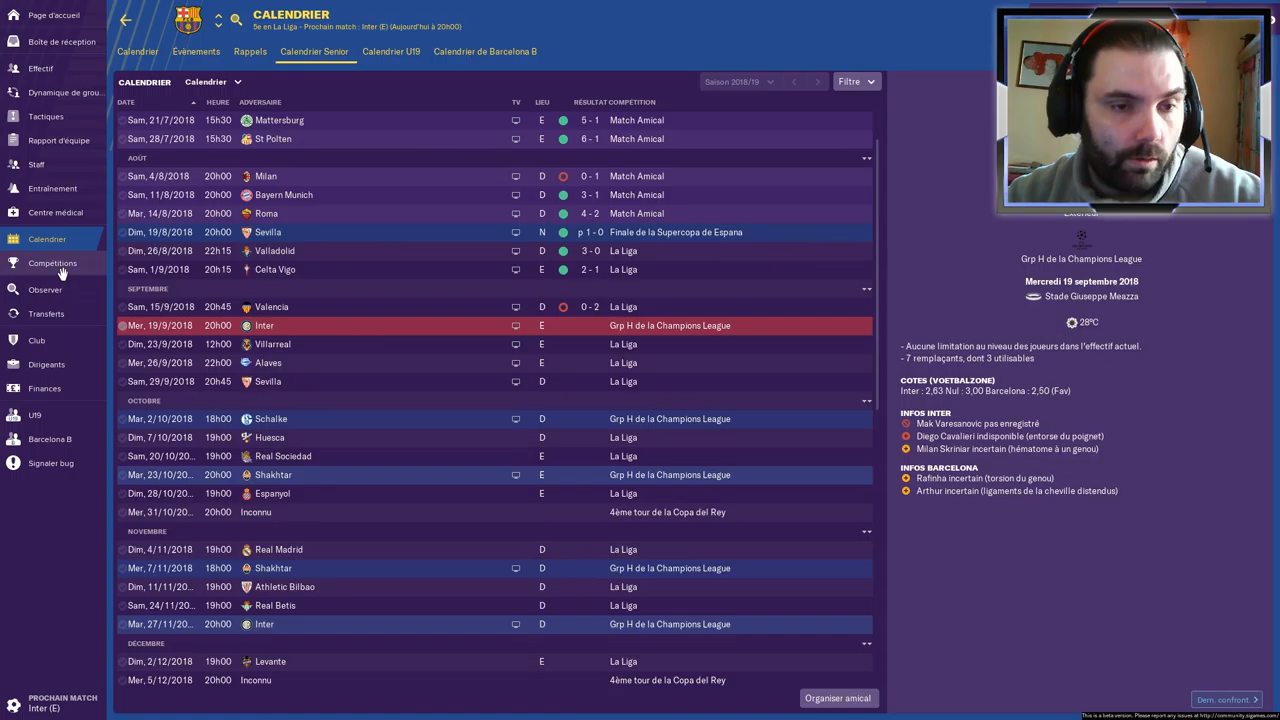 Page d'accueil
Boîte de réception
Effectif
Dynamique de grou...
Tactiques
Rapport d'équipe
Staff
Entraînement
Centre médical
Calendrier
Compétitions
Observer
Transferts
Club
Dirigeants
Finances
U19
Barcelona B
Signaler bug
PROCHAIN MATCH
Inter (E)
CALENDRIER
5e en La Liga - Prochain match : Inter (E) (Aujourd'hui à 20h00)
Calendrier Évènements Rappels Calendrier Senior Calendrier U19 Calendrier de Barcelona B
CALENDRIER Calendrier Saison 2018/19 Filtre
DATE HEURE ADVERSAIRE TV LIEU RÉSULTAT COMPÉTITION
Sam, 21/7/2018 15h30 Mattersburg E 5 - 1 Match Amical
Sam, 28/7/2018 15h30 St Polten E 6 - 1 Match Amical
AOÛT
Sam, 4/8/2018 20h00 Milan D 0 - 1 Match Amical
Sam, 11/8/2018 20h00 Bayern Munich D 3 - 1 Match Amical
Mar, 14/8/2018 20h00 Roma D 4 - 2 Match Amical
Dim, 19/8/2018 20h00 Sevilla N p 1 - 0 Finale de la Supercopa de Espana
Dim, 26/8/2018 22h15 Valladolid D 3 - 0 La Liga
Sam, 1/9/2018 20h15 Celta Vigo E 2 - 1 La Liga
SEPTEMBRE
Sam, 15/9/2018 20h45 Valencia D 0 - 2 La Liga
Mer, 19/9/2018 20h00 Inter E Grp H de la Champions League
Dim, 23/9/2018 12h00 Villarreal E La Liga
Mer, 26/9/2018 22h00 Alaves E La Liga
Sam, 29/9/2018 20h45 Sevilla D La Liga
OCTOBRE
Mar, 2/10/2018 18h00 Schalke D Grp H de la Champions League
Dim, 7/10/2018 19h00 Huesca D La Liga
Sam, 20/10/20... 19h00 Real Sociedad E La Liga
Mar, 23/10/20... 20h00 Shakhtar E Grp H de la Champions League
Dim, 28/10/20... 19h00 Espanyol E La Liga
Mer, 31/10/20... 20h00 Inconnu 4ème tour de la Copa del Rey
NOVEMBRE
Dim, 4/11/2018 19h00 Real Madrid D La Liga
Mer, 7/11/2018 18h00 Shakhtar D Grp H de la Champions League
Dim, 11/11/20... 19h00 Athletic Bilbao D La Liga
Sam, 24/11/20... 19h00 Real Betis D La Liga
Mar, 27/11/20... 20h00 Inter D Grp H de la Champions League
DÉCEMBRE
Dim, 2/12/2018 19h00 Levante E La Liga
Mer, 5/12/2018 20h00 Inconnu 4ème tour de la Copa del Rey
Organiser amical
Extérieur
Grp H de la Champions League
Mercredi 19 septembre 2018
Stade Giuseppe Meazza
28°C
- Aucune limitation au niveau des joueurs dans l'effectif actuel.
- 7 remplaçants, dont 3 utilisables
COTES (VOETBALZONE)
Inter : 2,63 Nul : 3,00 Barcelona : 2,50 (Fav)
INFOS INTER
Mak Varesanovic pas enregistré
Diego Cavalieri indisponible (entorse du poignet)
Milan Skriniar incertain (hématome à un genou)
INFOS BARCELONA
Rafinha incertain (torsion du genou)
Arthur incertain (ligaments de la cheville distendus)
Dern. confront.
This is a beta version. Please report any issues at http://community.sigames.com/